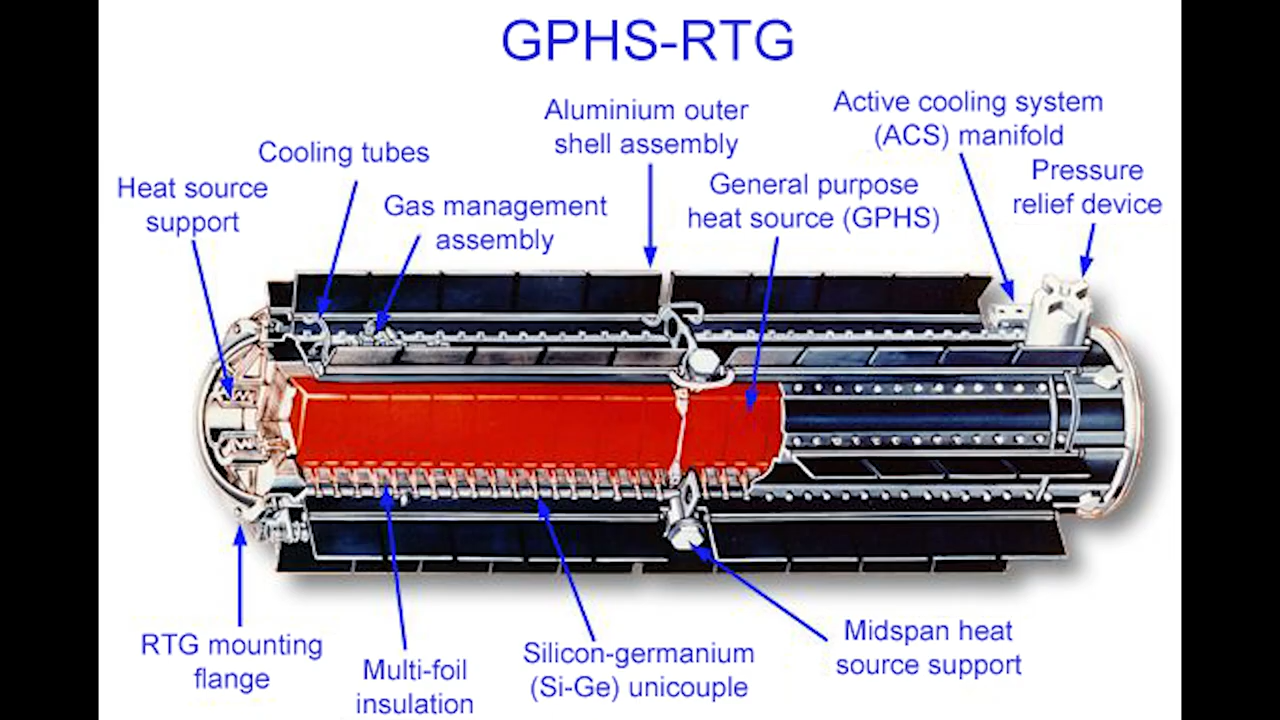 GPHS-RTG
Aluminium outer
shell assembly
Active cooling system
(ACS) manifold
Cooling tubes
Pressure
relief device
Heat source
support
General purpose
heat source (GPHS)
Gas management
assembly
RTG mounting
flange
Multi-foil
insulation
Silicon-germanium
(Si-Ge) unicouple
Midspan heat
source support